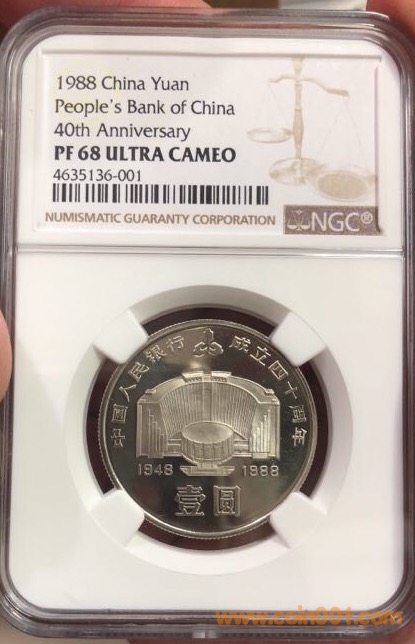 1988 China Yuan
People's Bank of China
40th Anniversary
PF 68 ULTRA CAMEO
4635136-001
NUMISMATIC GUARANTY CORPORATION
NGC®
中国人民银行 成立四十周年
1948 1988
壹圆
www.coin001.com